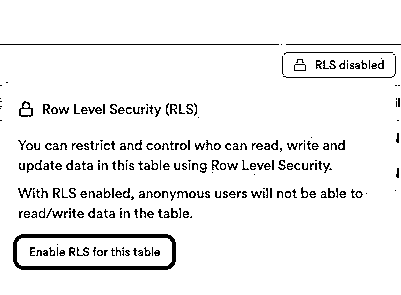 RLS disabled
Row Level Security (RLS)
You can restrict and control who can read, write and
update data in this table using Row Level Security.
With RLS enabled, anonymous users will not be able to
read/write data in the table.
Enable RLS for this table